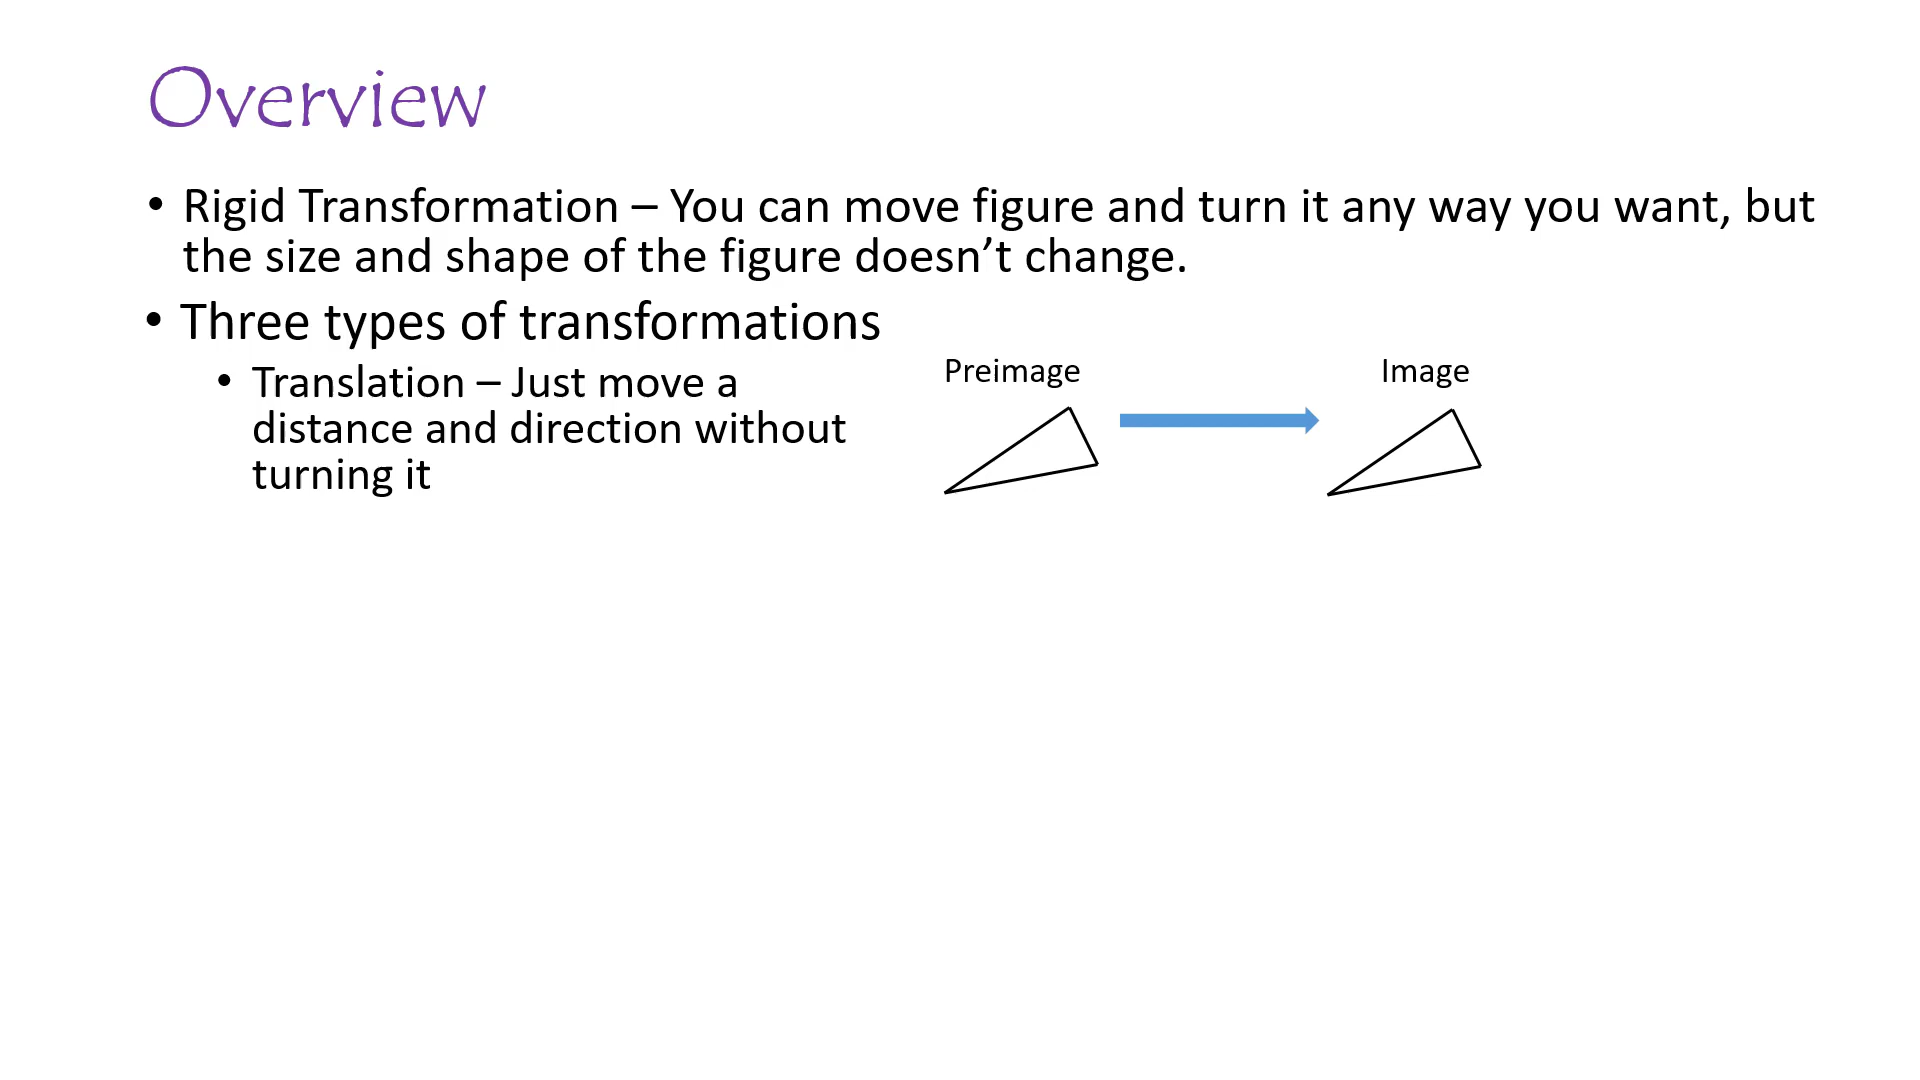 Overview
• Rigid Transformation – You can move figure and turn it any way you want, but
the size and shape of the figure doesn’t change.
• Three types of transformations
• Translation – Just move a
distance and direction without
turning it
Preimage
Image